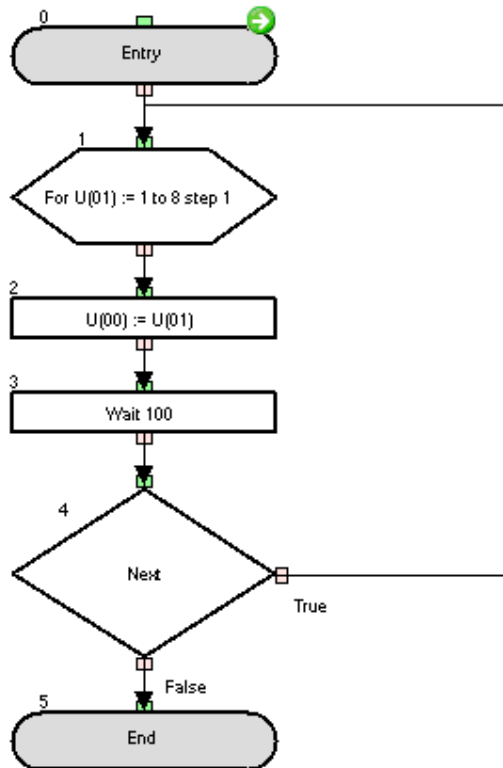 0
Entry
1
For U(01) := 1 to 8 step 1
2
U(00) := U(01)
3
Wait 100
4
Next
True
False
5
End